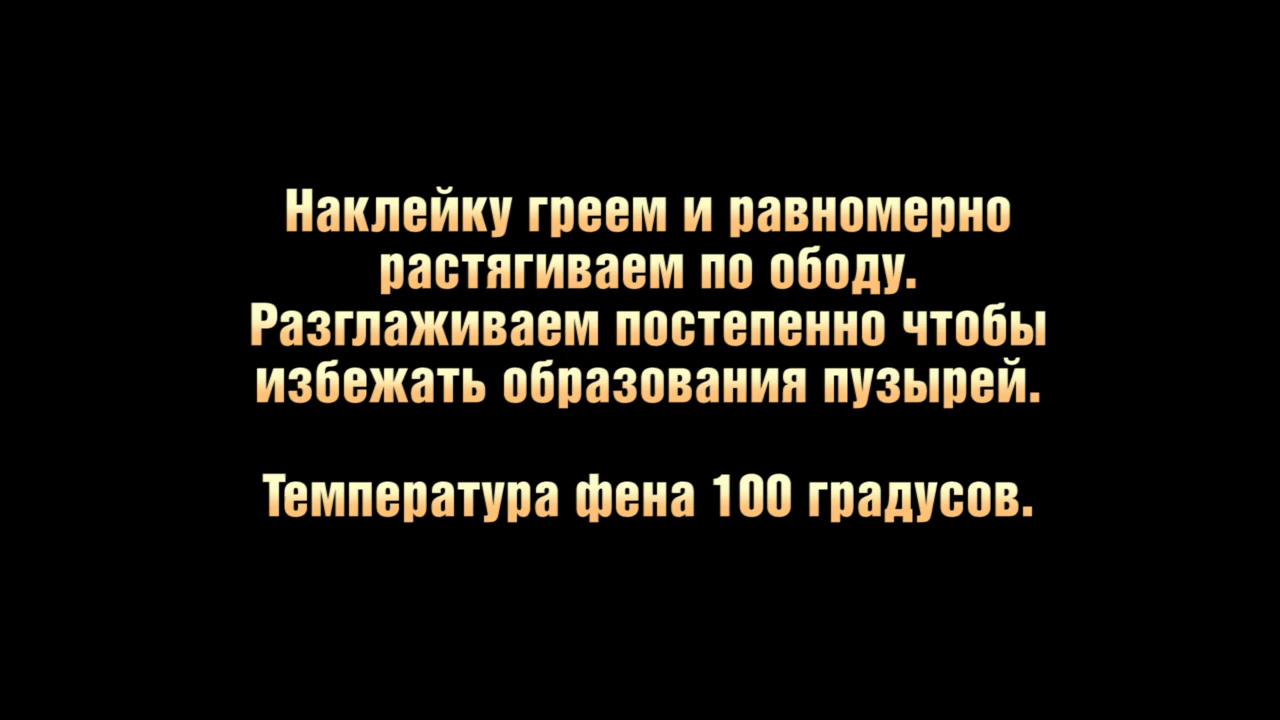 Наклейку греем и равномерно
растягиваем по ободу.
Разглаживаем постепенно чтобы
избежать образования пузырей.
Температура фена 100 градусов.